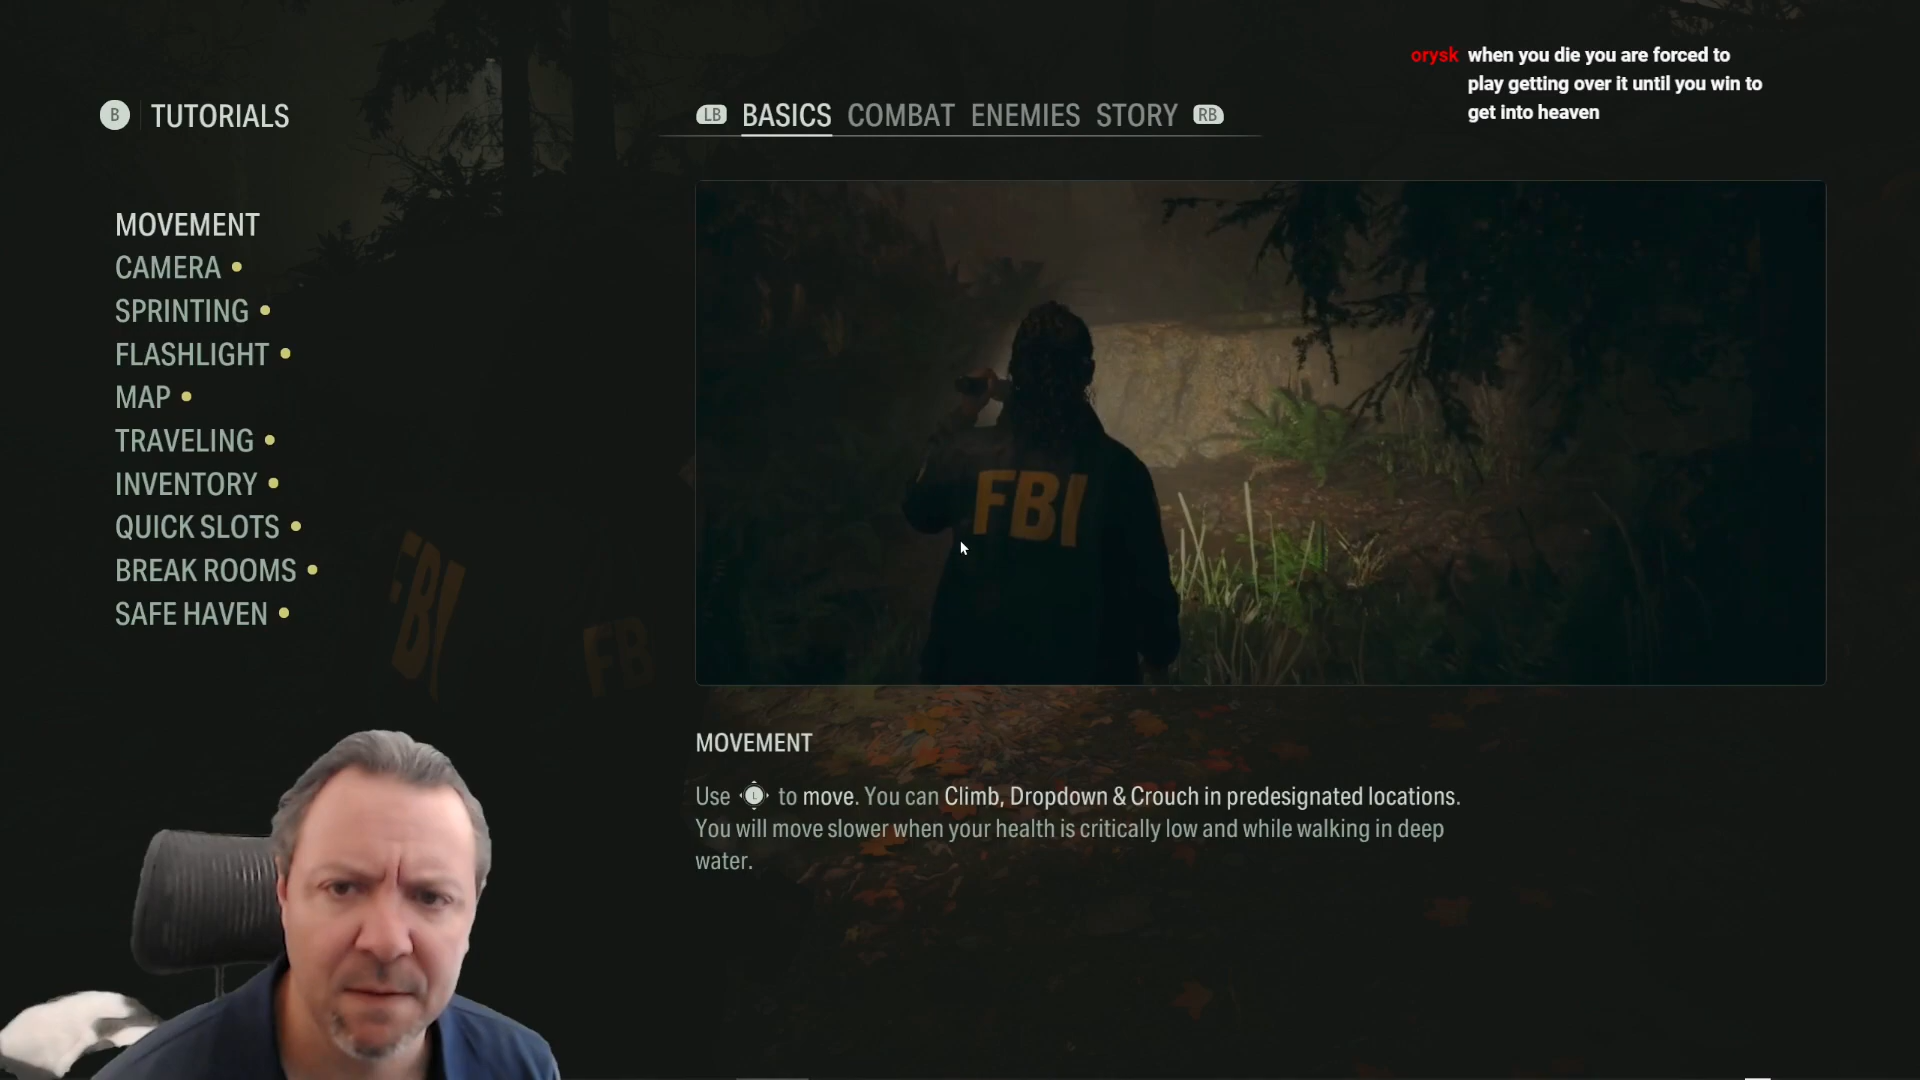 orysk when you die you are forced to
play getting over it until you win to
get into heaven
B TUTORIALS
LB BASICS COMBAT ENEMIES STORY RB
MOVEMENT
CAMERA
SPRINTING
FLASHLIGHT
MAP
TRAVELING
INVENTORY
QUICK SLOTS
BREAK ROOMS
SAFE HAVEN
FBI
FBI
FB
MOVEMENT
Use L to move. You can Climb, Dropdown & Crouch in predesignated locations.
You will move slower when your health is critically low and while walking in deep
water.